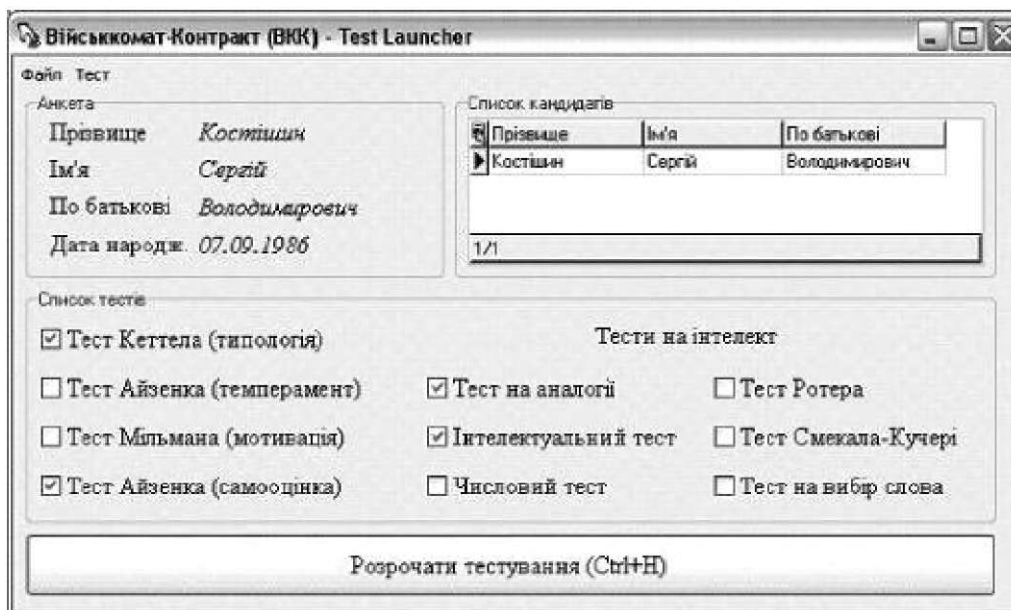 Військкомат-Контракт (ВКК) - Test Launcher
Файл Тест
Анкета
Прізвище Костішин
Ім'я Сергій
По батькові Володимирович
Дата народж. 07.09.1986
Список кандидатів
Прізвище Ім'я По батькові
Костішин Сергій Володимирович
1/1
Список тестів
Тест Кеттела (типологія)
Тест Айзенка (темперамент)
Тест Мільмана (мотивація)
Тест Айзенка (самооцінка)
Тести на інтелект
Тест на аналогії
Інтелектуальний тест
Числовий тест
Тест Ротера
Тест Смекала-Кучері
Тест на вибір слова
Розрочати тестування (Ctrl+H)